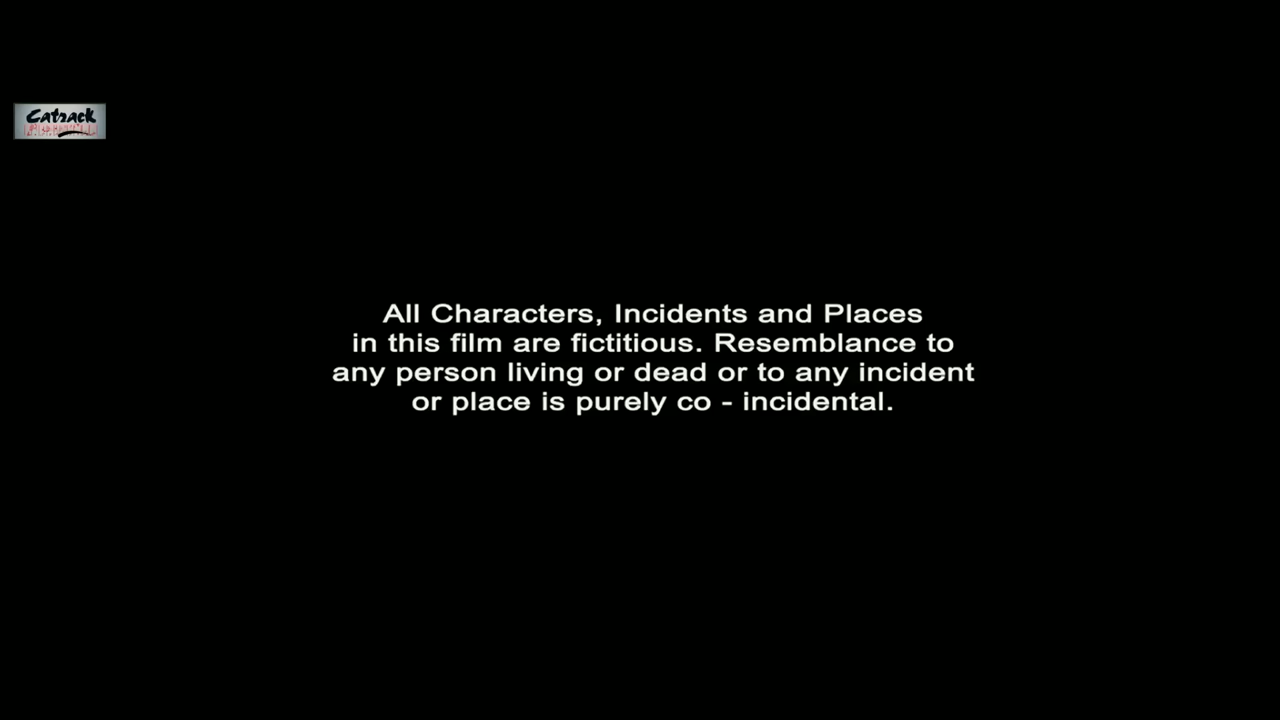 Catrack
All Characters, Incidents and Places
in this film are fictitious. Resemblance to
any person living or dead or to any incident
or place is purely co - incidental.